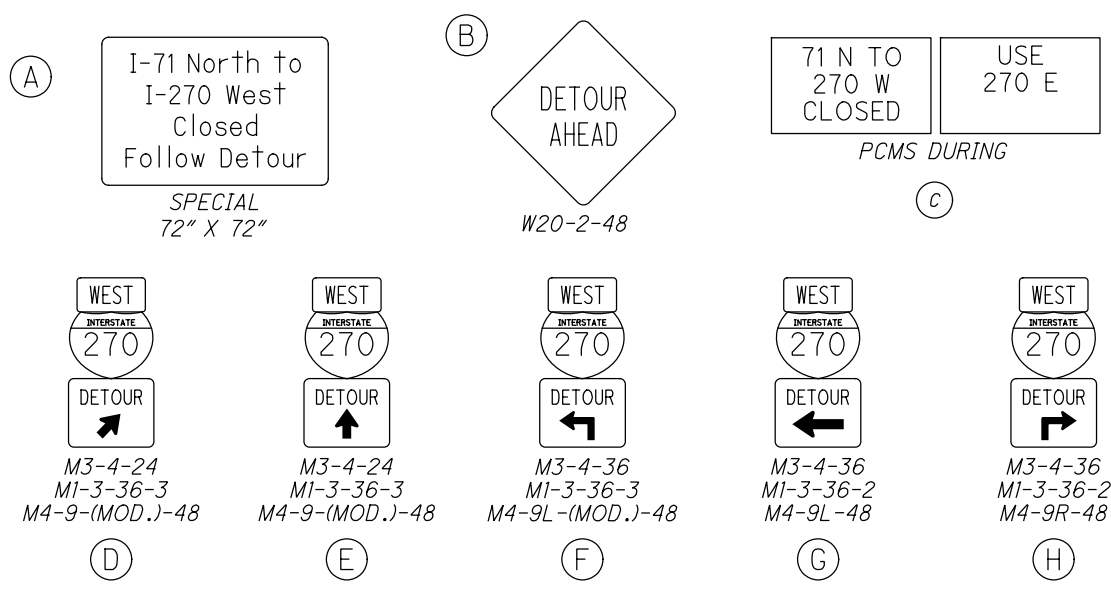 A
I-71 North to
I-270 West
Closed
Follow Detour
SPECIAL
72" X 72"
B
DETOUR
AHEAD
W20-2-48
71 N TO
270 W
CLOSED
USE
270 E
PCMS DURING
C
WEST
INTERSTATE
270
DETOUR
M3-4-24
M1-3-36-3
M4-9-(MOD.)-48
D
WEST
INTERSTATE
270
DETOUR
M3-4-24
M1-3-36-3
M4-9-(MOD.)-48
E
WEST
INTERSTATE
270
DETOUR
M3-4-36
M1-3-36-3
M4-9L-(MOD.)-48
F
WEST
INTERSTATE
270
DETOUR
M3-4-36
M1-3-36-2
M4-9L-48
G
WEST
INTERSTATE
270
DETOUR
M3-4-36
M1-3-36-2
M4-9R-48
H